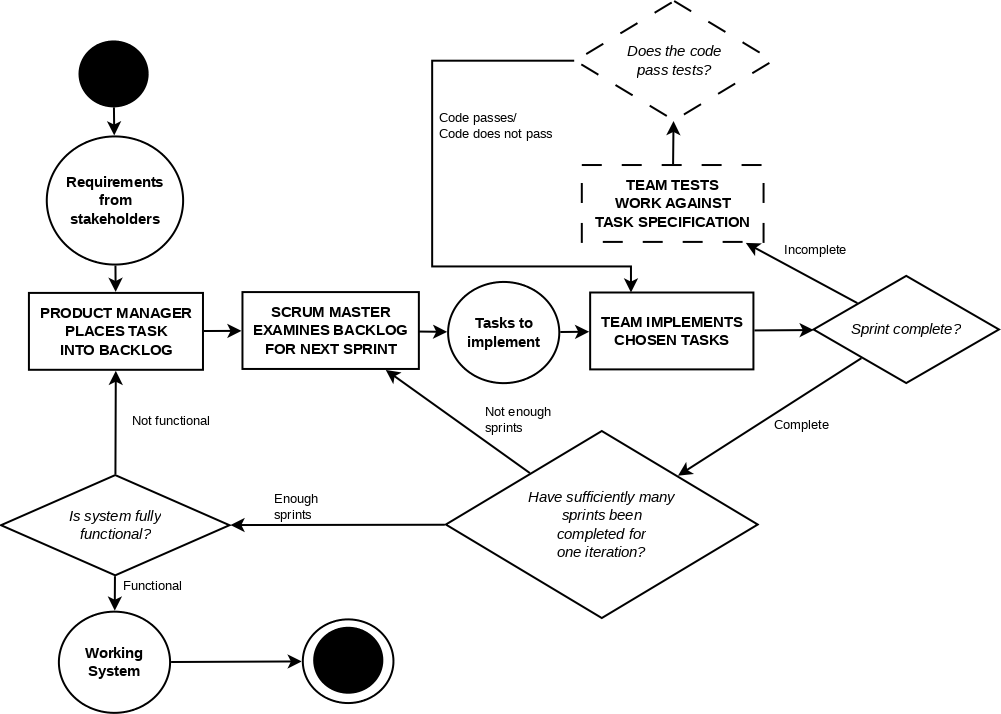 Does the code
pass tests?
Code passes/
Code does not pass
Requirements
from
stakeholders
TEAM TESTS
WORK AGAINST
TASK SPECIFICATION
Incomplete
PRODUCT MANAGER
PLACES TASK
INTO BACKLOG
SCRUM MASTER
EXAMINES BACKLOG
FOR NEXT SPRINT
Tasks to
implement
TEAM IMPLEMENTS
CHOSEN TASKS
Sprint complete?
Not functional
Not enough
sprints
Complete
Is system fully
functional?
Enough
sprints
Have sufficiently many
sprints been
completed for
one iteration?
Functional
Working
System